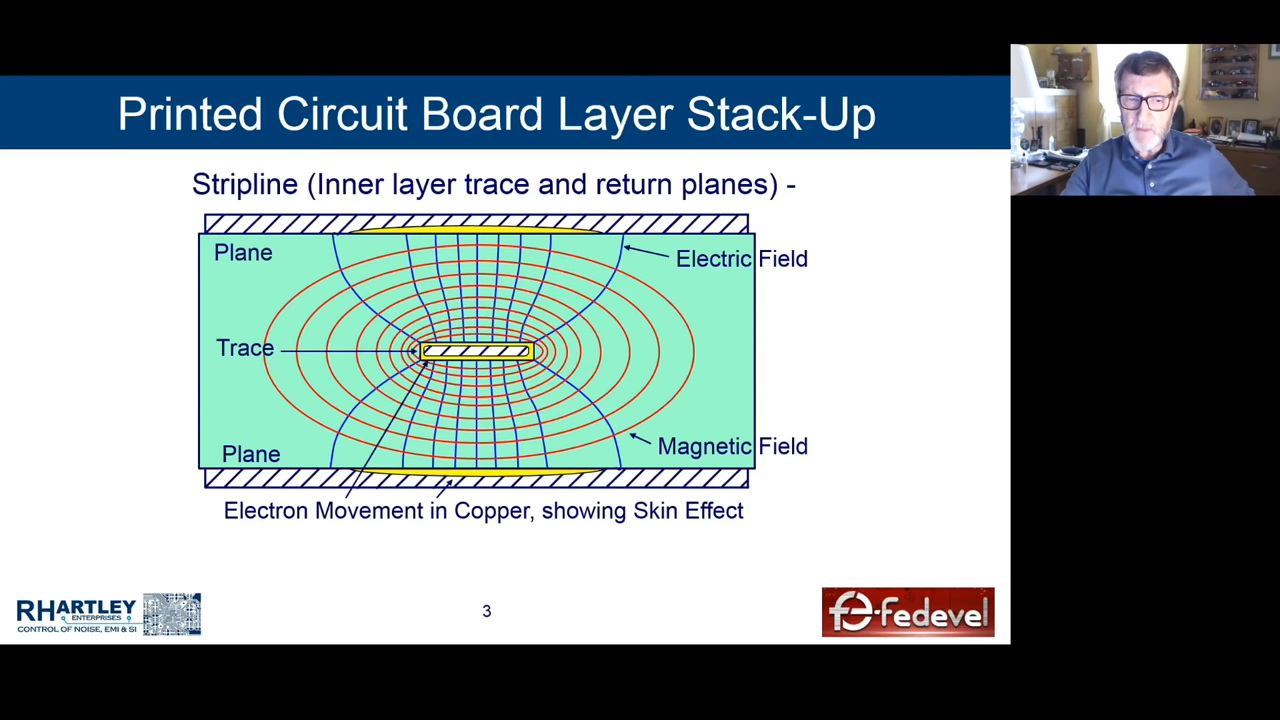 Printed Circuit Board Layer Stack-Up
Stripline (Inner layer trace and return planes) -
Plane
Electric Field
Trace
Magnetic Field
Plane
Electron Movement in Copper, showing Skin Effect
RHARTLEY
ENTERPRISES
CONTROL OF NOISE, EMI & SI
3
fedevel